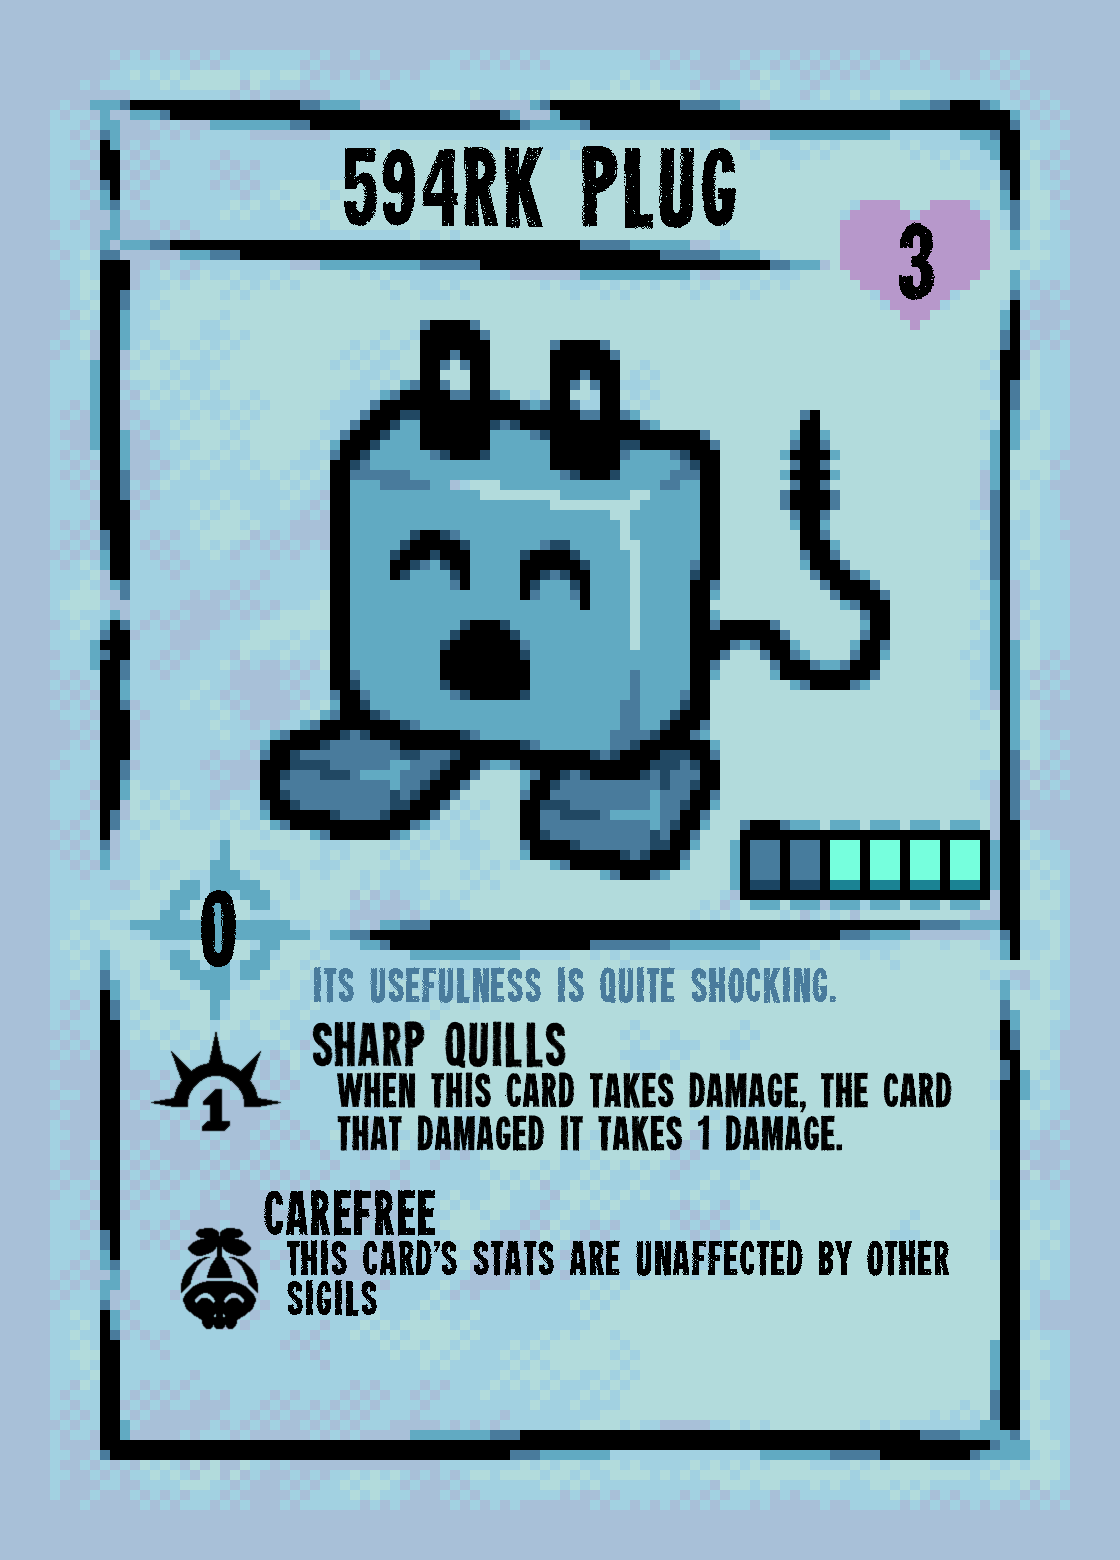 594RK PLUG
3
0
ITS USEFULNESS IS QUITE SHOCKING.
SHARP QUILLS
1
WHEN THIS CARD TAKES DAMAGE, THE CARD
THAT DAMAGED IT TAKES 1 DAMAGE.
CAREFREE
THIS CARD'S STATS ARE UNAFFECTED BY OTHER
SIGILS